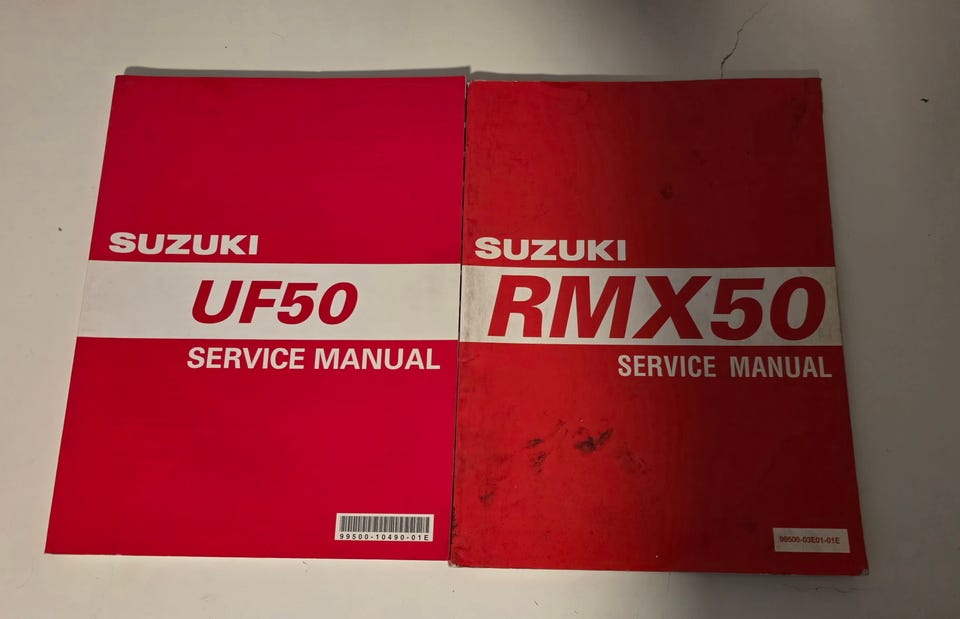 SUZUKI
UF50
SERVICE MANUAL
99500-10490-01E
SUZUKI
RMX50
SERVICE MANUAL
99500-03E01-01E